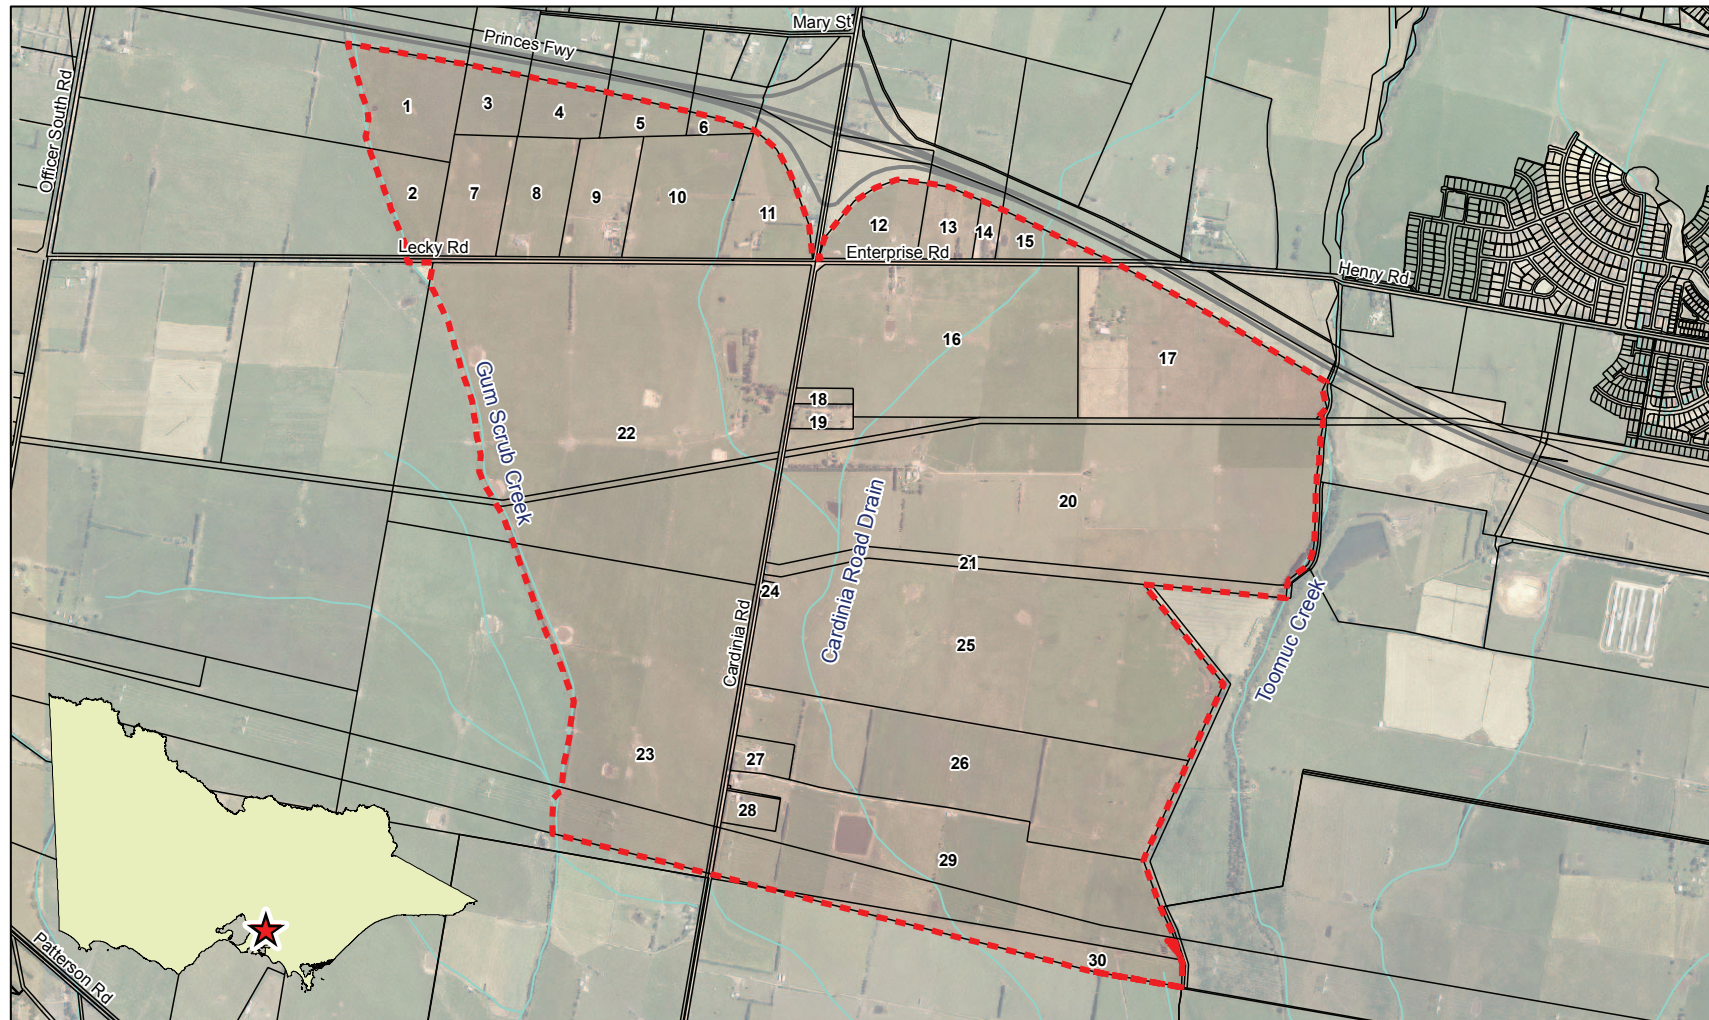 Mary St
Princes Fwy
Officer South Rd
1
3
4
5
6
2
7
8
9
10
11
12
13
14
15
Lecky Rd
Enterprise Rd
Henry Rd
16
17
18
19
Gum Scrub Creek
22
20
Cardinia Road Drain
21
24
Cardinia Rd
25
Toomuc Creek
23
27
26
28
29
30
Patterson Rd